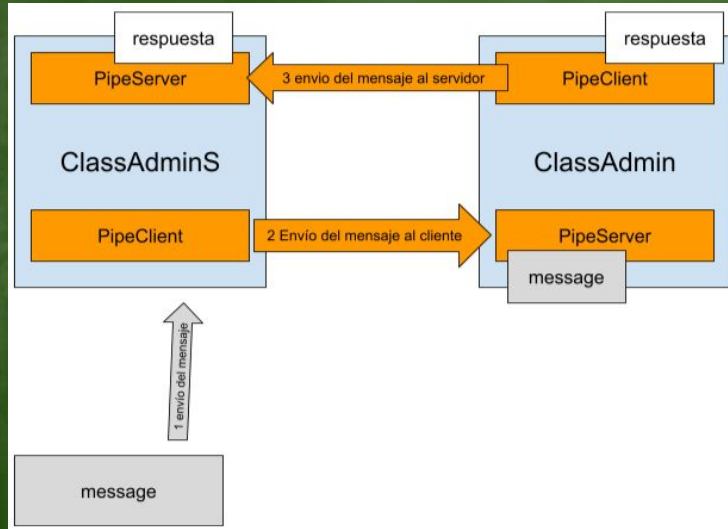 respuesta
respuesta
PipeServer
3 envio del mensaje al servidor
PipeClient
ClassAdminS
ClassAdmin
PipeClient
2 Envío del mensaje al cliente
PipeServer
message
1 envío del mensaje
message